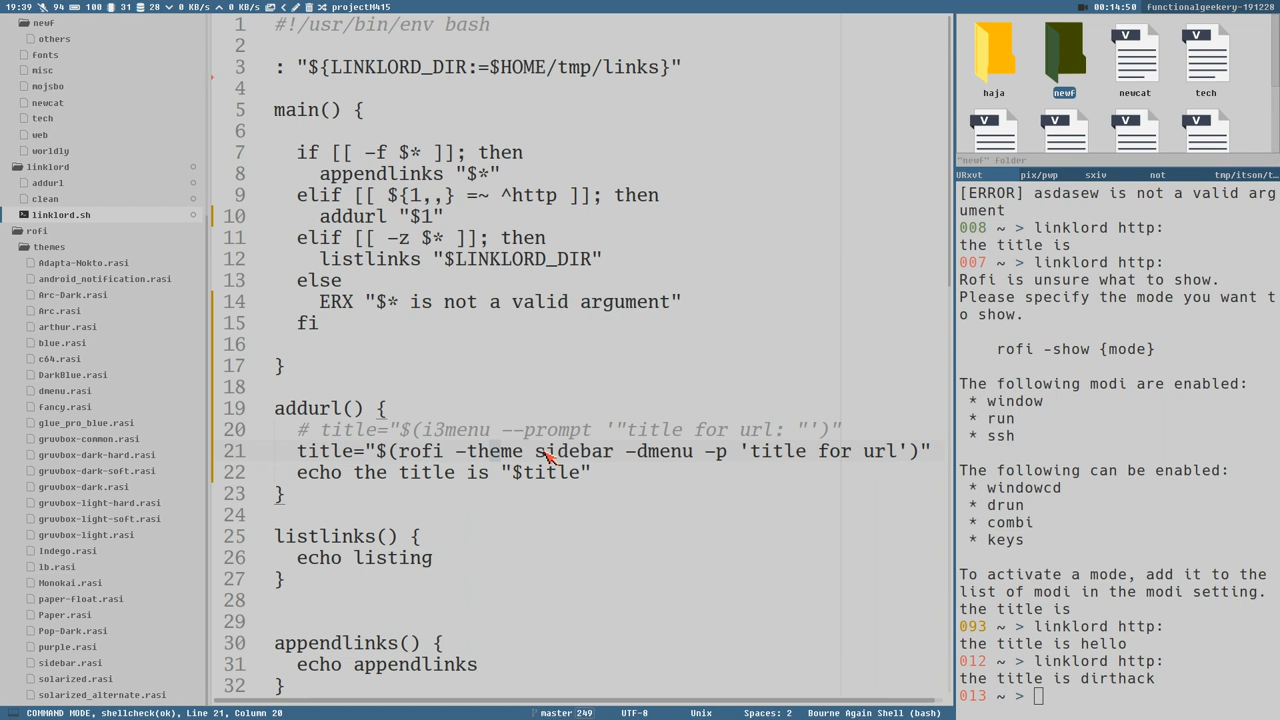 19:39 94 100 31 28 0 KB/s 0 KB/s projectM415
00:14:50 functionalgeekery-191228
newf
others
fonts
misc
mojsbo
newcat
tech
web
worldly
linklord
addurl
clean
linklord.sh
rofi
themes
Adapta-Nokto.rasi
android_notification.rasi
Arc-Dark.rasi
Arc.rasi
arthur.rasi
blue.rasi
c64.rasi
DarkBlue.rasi
dmenu.rasi
fancy.rasi
glue_pro_blue.rasi
gruvbox-common.rasi
gruvbox-dark-hard.rasi
gruvbox-dark-soft.rasi
gruvbox-dark.rasi
gruvbox-light-hard.rasi
gruvbox-light-soft.rasi
gruvbox-light.rasi
Indego.rasi
lb.rasi
Monokai.rasi
paper-float.rasi
Paper.rasi
Pop-Dark.rasi
purple.rasi
sidebar.rasi
solarized.rasi
solarized_alternate.rasi
1 #!/usr/bin/env bash
2
3 : "${LINKLORD_DIR:=$HOME/tmp/links}"
4
5 main() {
6
7 if [[ -f $* ]]; then
8 appendlinks "$*"
9 elif [[ ${1,,} =~ ^http ]]; then
10 addurl "$1"
11 elif [[ -z $* ]]; then
12 listlinks "$LINKLORD_DIR"
13 else
14 ERX "$* is not a valid argument"
15 fi
16
17 }
18
19 addurl() {
20 # title="$(i3menu --prompt '"title for url: "')"
21 title="$(rofi -theme sidebar -dmenu -p 'title for url')"
22 echo the title is "$title"
23 }
24
25 listlinks() {
26 echo listing
27 }
28
29
30 appendlinks() {
31 echo appendlinks
32 }
haja newf newcat tech
"newf" folder
URxvt pix/pwp sxiv not tmp/itson/t…
[ERROR] asdasew is not a valid arg
ument
008 ~ > linklord http:
the title is
007 ~ > linklord http:
Rofi is unsure what to show.
Please specify the mode you want t
o show.
rofi -show {mode}
The following modi are enabled:
* window
* run
* ssh
The following can be enabled:
* windowcd
* drun
* combi
* keys
To activate a mode, add it to the
list of modi in the modi setting.
the title is
093 ~ > linklord http:
the title is hello
012 ~ > linklord http:
the title is dirthack
013 ~ >
COMMAND MODE, shellcheck(ok), Line 21, Column 20 master 249 UTF-8 Unix Spaces: 2 Bourne Again Shell (bash)